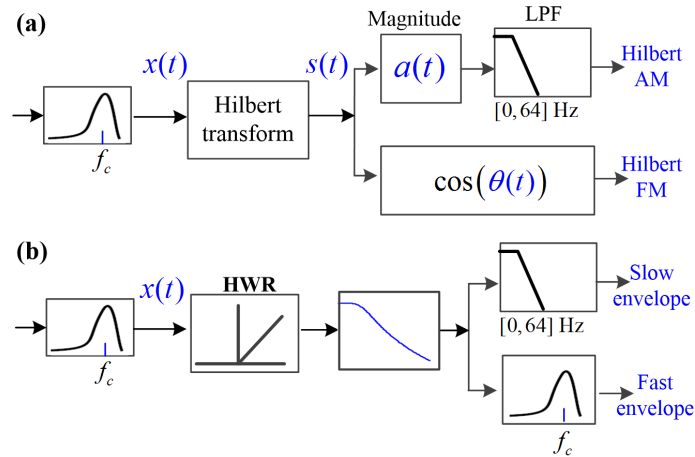 (a)
Magnitude
LPF
x(t)
s(t)
Hilbert
transform
a(t)
[0, 64] Hz
Hilbert
AM
f_c
cos(θ(t))
Hilbert
FM
(b)
x(t)
HWR
[0, 64] Hz
Slow
envelope
f_c
Fast
envelope
f_c